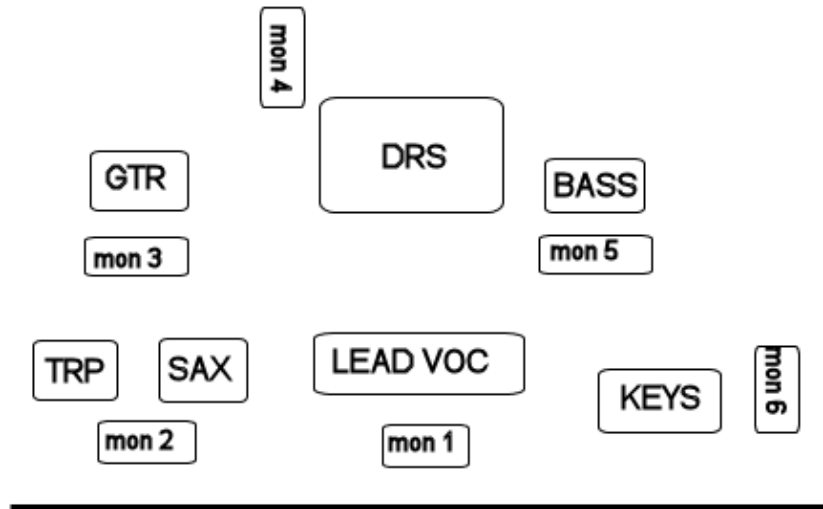 mon 4
DRS
GTR
BASS
mon 3
mon 5
TRP
SAX
LEAD VOC
KEYS
mon 6
mon 2
mon 1